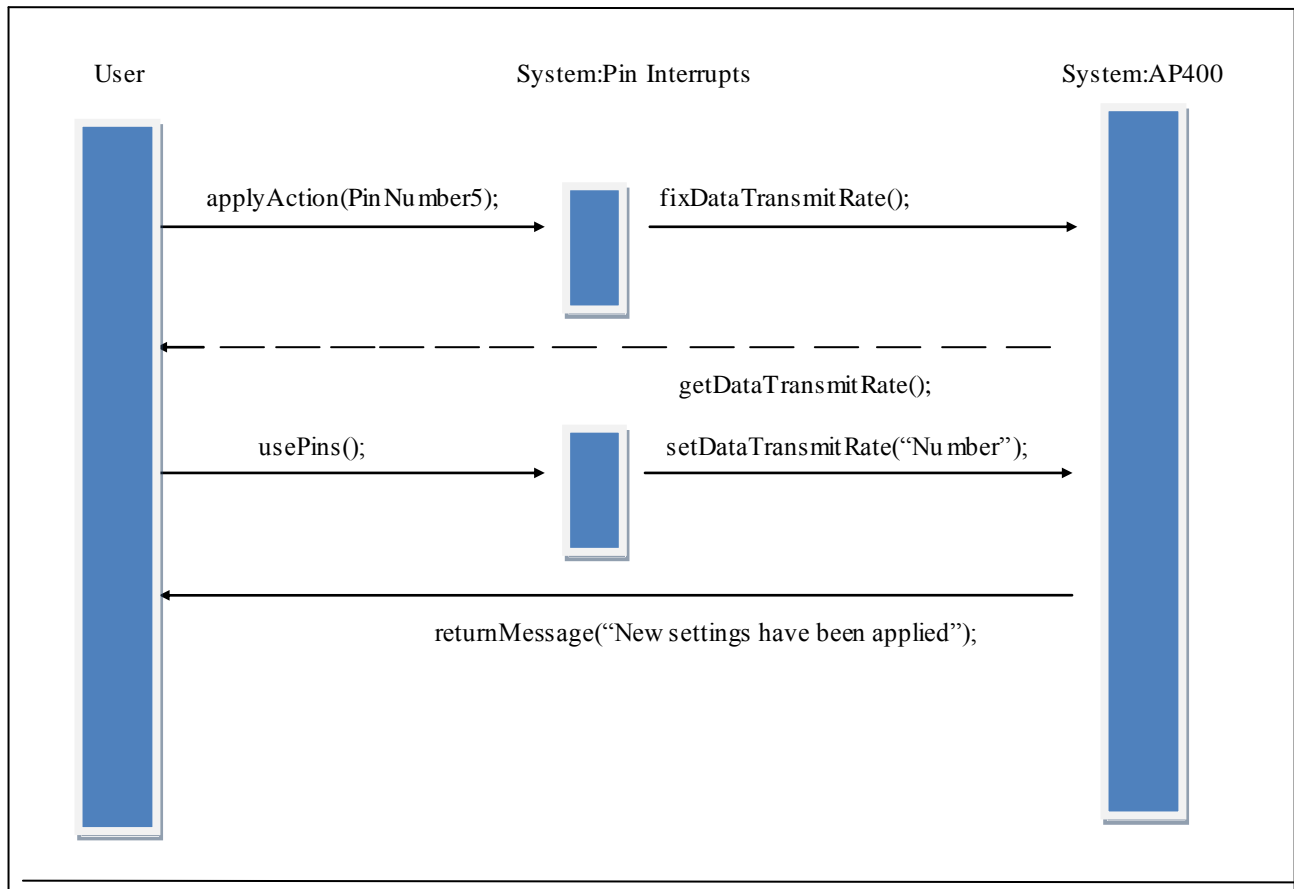 User
System:Pin Interrupts
System:AP400
applyAction(PinNumber5);
fixDataTransmitRate();
getDataTransmitRate();
usePins();
setDataTransmitRate(“Number”);
returnMessage(“New settings have been applied”);